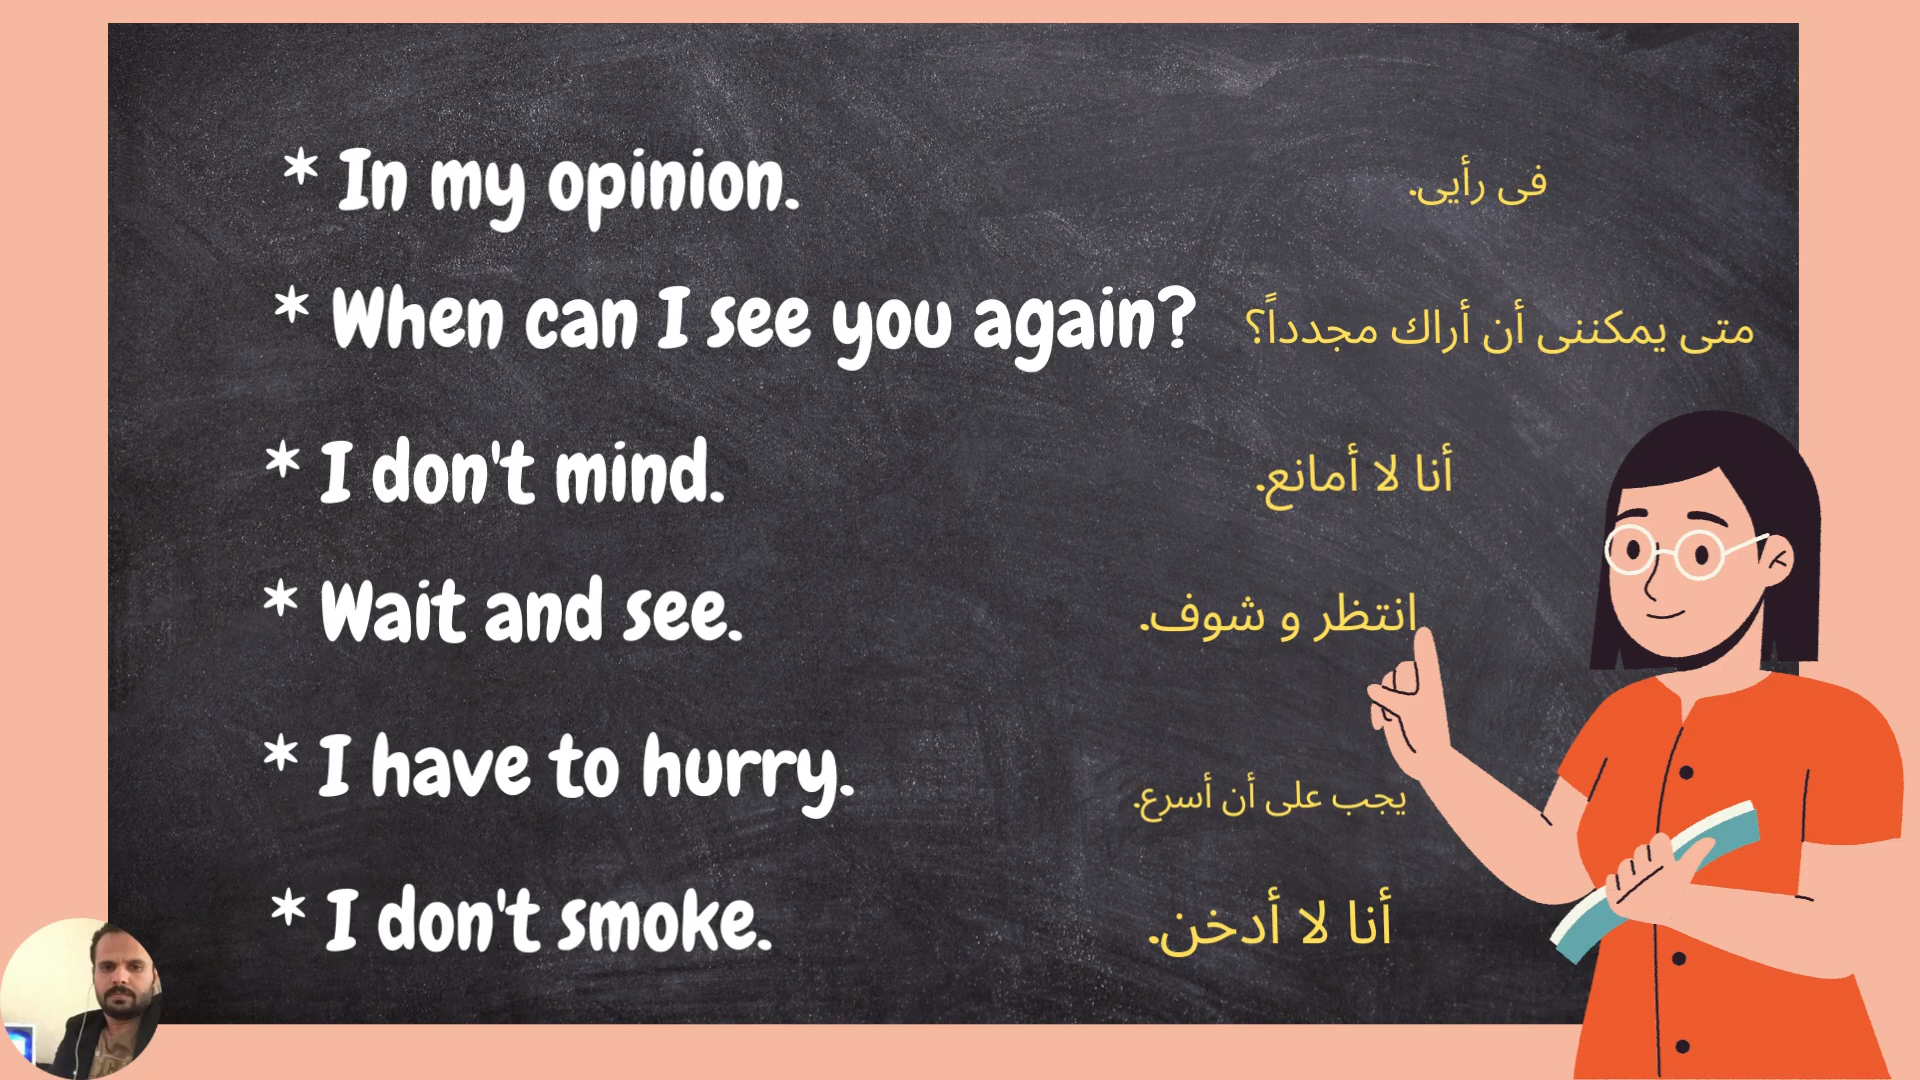 * In my opinion.
فى رأيى.
* When can I see you again?
متى يمكننى أن أراك مجدداً؟
* I don't mind.
أنا لا أمانع.
* Wait and see.
انتظر و شوف.
* I have to hurry.
يجب على أن أسرع.
* I don't smoke.
أنا لا أدخن.